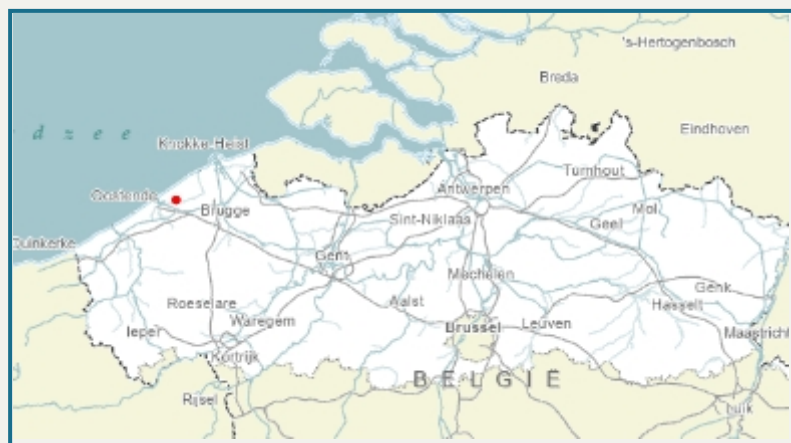 's-Hertogenbosch
Breda
d z e e
Eindhoven
Knokke-Heist
Turnhout
Oostende
Antwerpen
Mol
Brugge
Sint-Niklaas
Geel
Duinkerke
Gent
Mechelen
Genk
Roeselare
Aalst
Hasselt
Ieper
Waregem
Brussel
Leuven
Maastricht
Kortrijk
BELGIË
Rijsel
Luik